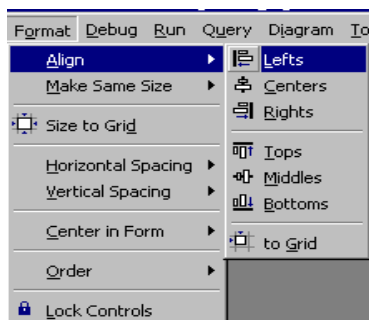 Format Debug Run Query Diagram To
Align
Make Same Size
Size to Grid
Horizontal Spacing
Vertical Spacing
Center in Form
Order
Lock Controls
Lefts
Centers
Rights
Tops
Middles
Bottoms
to Grid